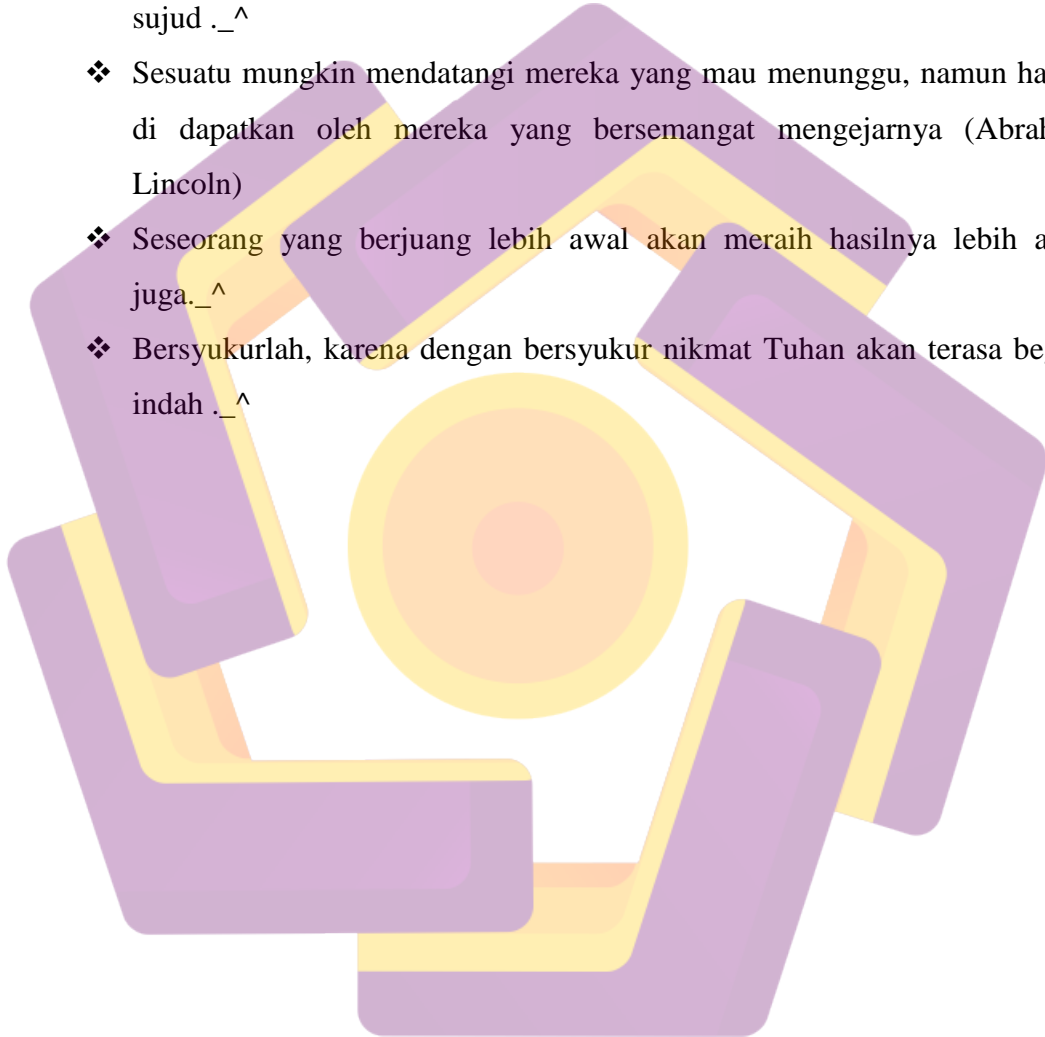 sujud ._^
❖ Sesuatu mungkin mendatangi mereka yang mau menunggu, namun ha
di dapatkan oleh mereka yang bersemangat mengejarnya (Abrah
Lincoln)
❖ Seseorang yang berjuang lebih awal akan meraih hasilnya lebih a
juga._^
❖ Bersyukurlah, karena dengan bersyukur nikmat Tuhan akan terasa be
indah ._^